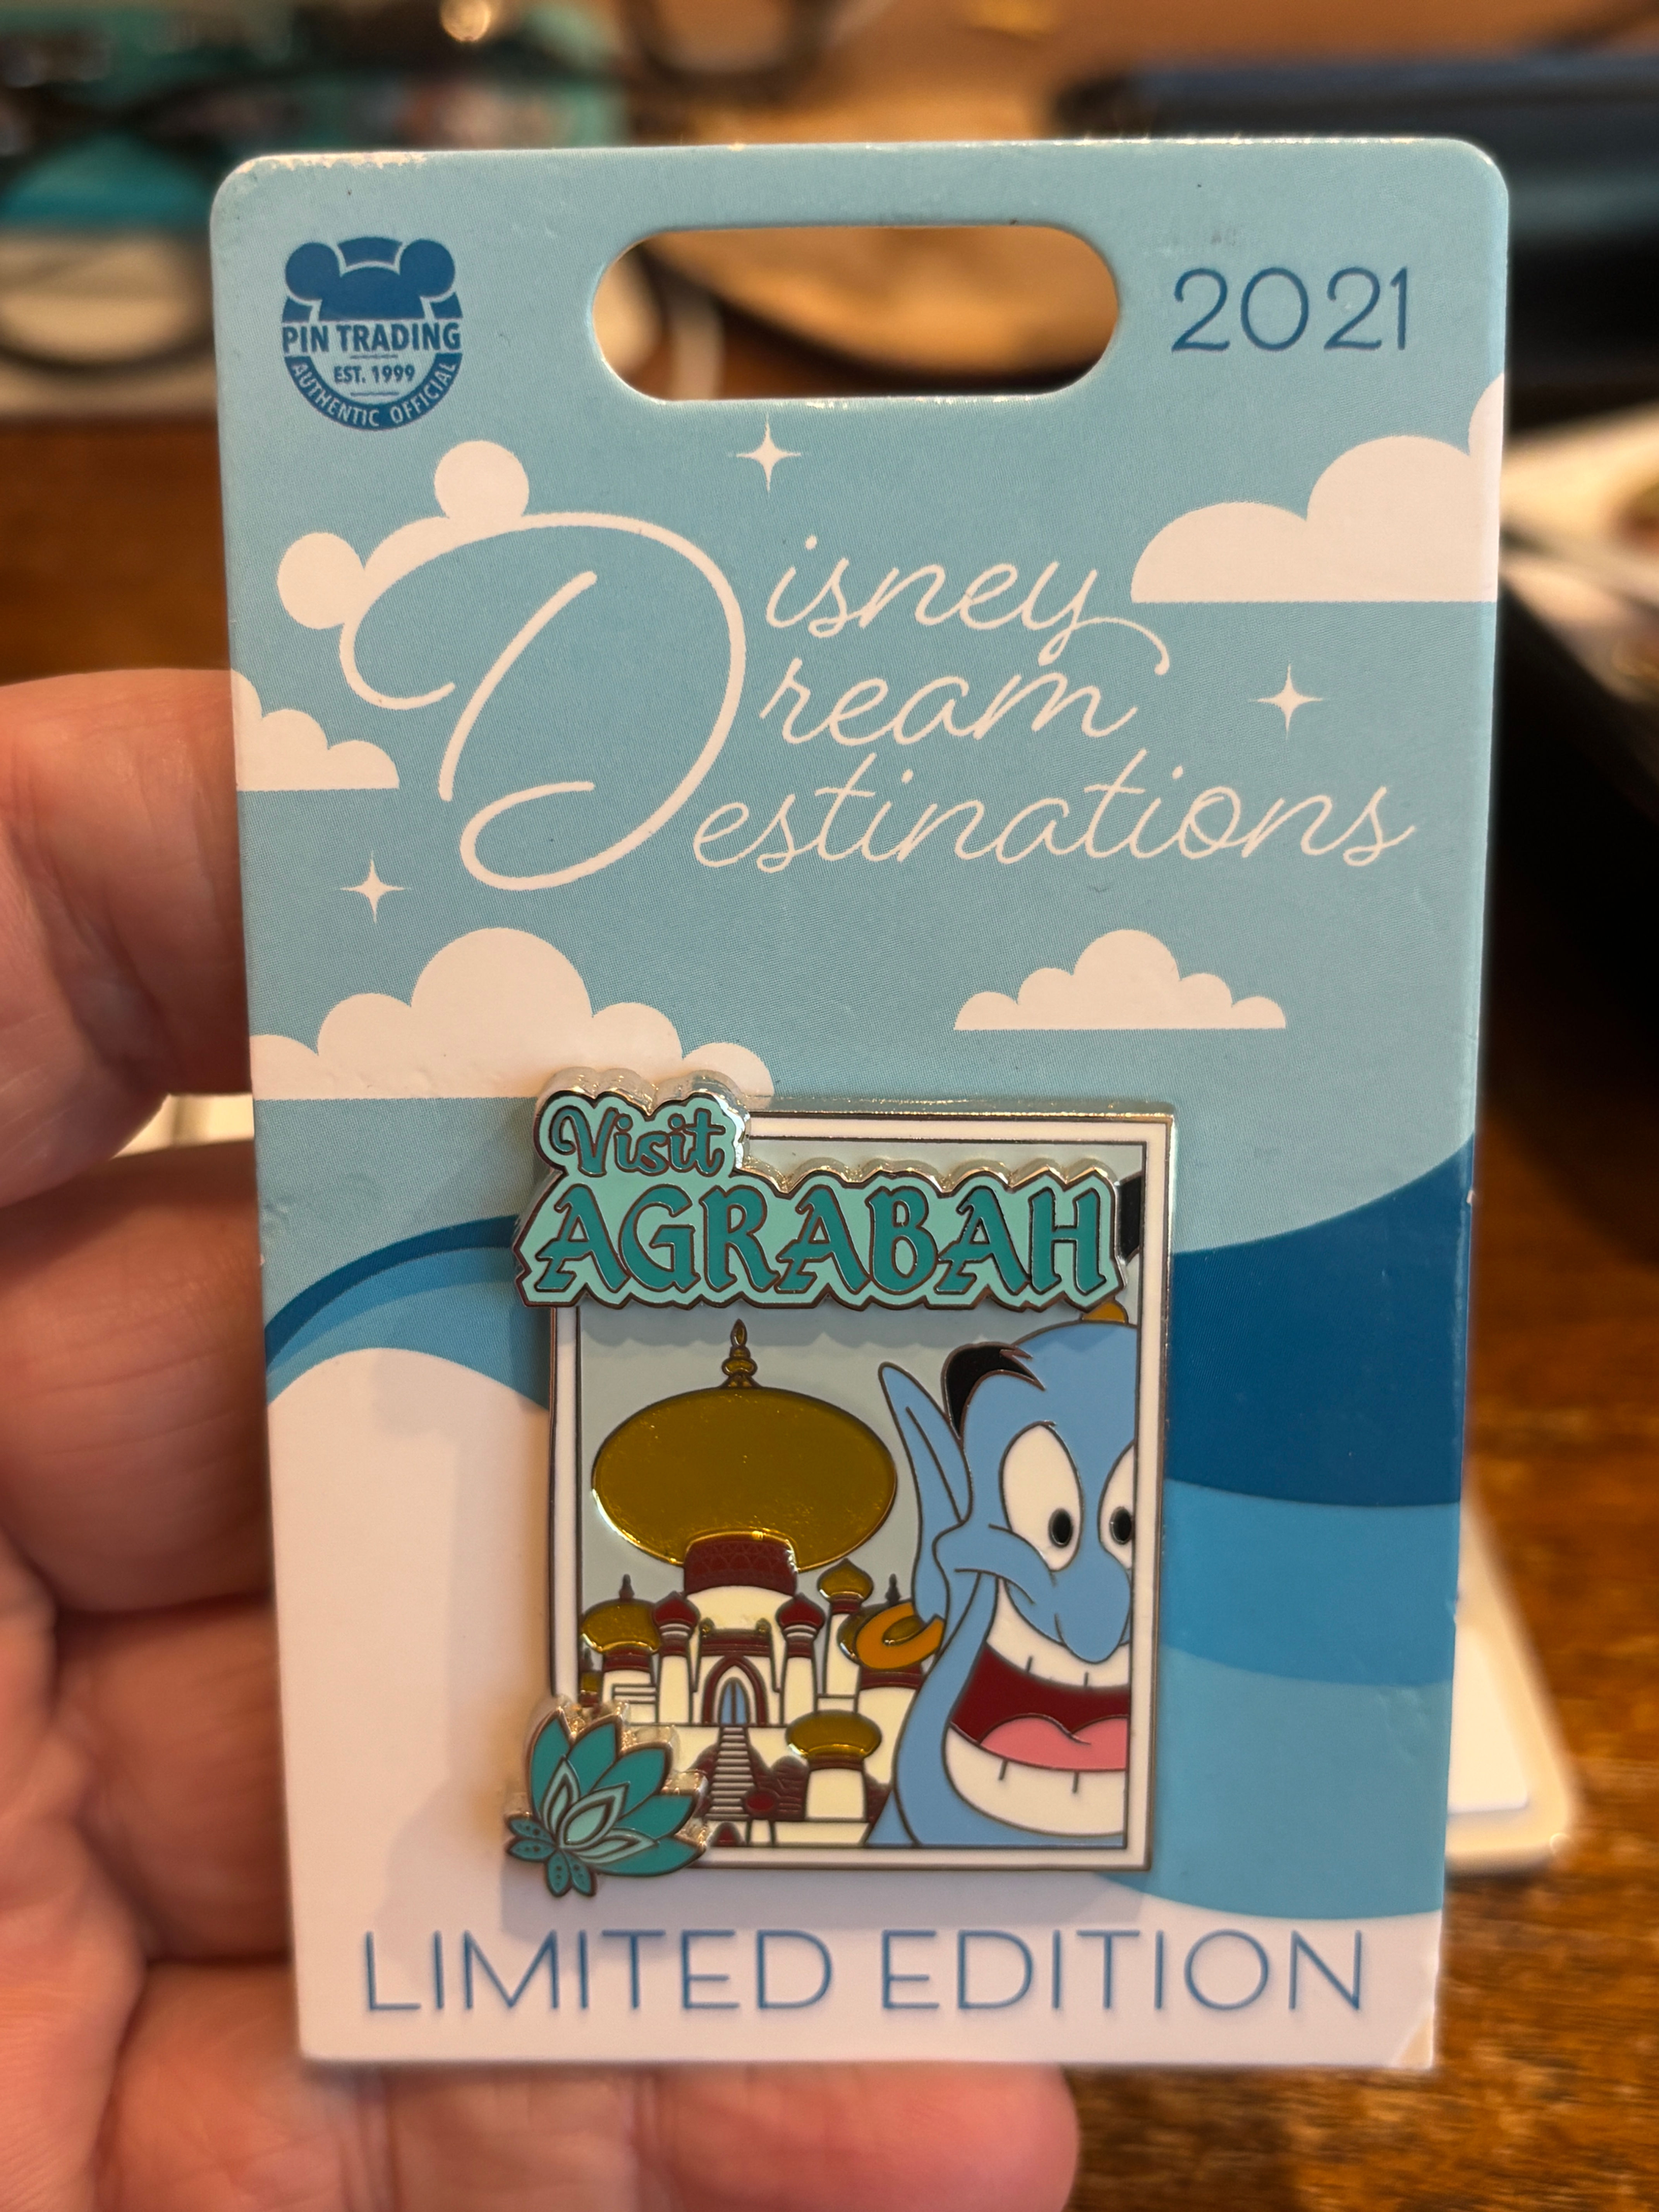 PIN TRADING
EST. 1999
AUTHENTIC OFFICIAL
2021
Disney
Dream
Destinations
Visit
AGRABAH
LIMITED EDITION